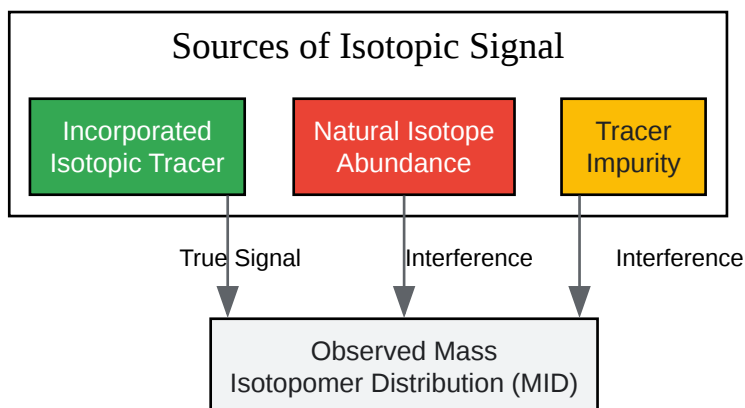 Sources of Isotopic Signal
Incorporated
Isotopic Tracer
Natural Isotope
Abundance
Tracer
Impurity
True Signal
Interference
Interference
Observed Mass
Isotopomer Distribution (MID)